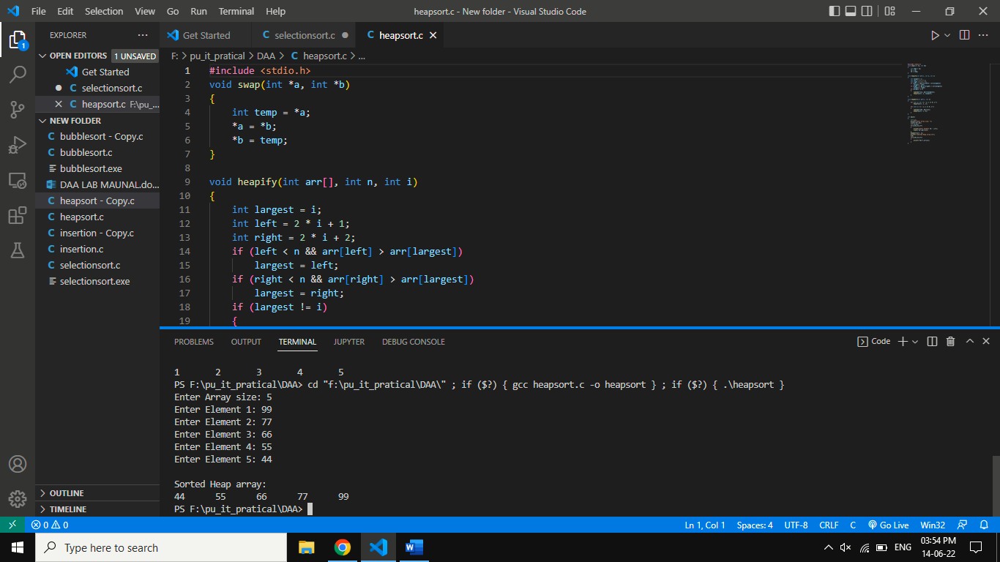 File Edit Selection View Go Run Terminal Help heapsort.c - New folder - Visual Studio Code
EXPLORER
OPEN EDITORS 1 UNSAVED
Get Started
selectionsort.c
heapsort.c F:\pu_...
NEW FOLDER
bubblesort - Copy.c
bubblesort.c
bubblesort.exe
DAA LAB MAUNAL.do...
heapsort - Copy.c
heapsort.c
insertion - Copy.c
insertion.c
selectionsort.c
selectionsort.exe
OUTLINE
TIMELINE
1
Get Started selectionsort.c heapsort.c
F: > pu_it_pratical > DAA > C heapsort.c > ...
1 #include <stdio.h>
2 void swap(int *a, int *b)
3 {
4 int temp = *a;
5 *a = *b;
6 *b = temp;
7 }
8
9 void heapify(int arr[], int n, int i)
10 {
11 int largest = i;
12 int left = 2 * i + 1;
13 int right = 2 * i + 2;
14 if (left < n && arr[left] > arr[largest])
15 largest = left;
16 if (right < n && arr[right] > arr[largest])
17 largest = right;
18 if (largest != i)
19 {
PROBLEMS OUTPUT TERMINAL JUPYTER DEBUG CONSOLE Code
1 2 3 4 5
PS F:\pu_it_pratical\DAA> cd "f:\pu_it_pratical\DAA\" ; if ($?) { gcc heapsort.c -o heapsort } ; if ($?) { .\heapsort }
Enter Array size: 5
Enter Element 1: 99
Enter Element 2: 77
Enter Element 3: 66
Enter Element 4: 55
Enter Element 5: 44
Sorted Heap array:
44 55 66 77 99
PS F:\pu_it_pratical\DAA>
0 0 Ln 1, Col 1 Spaces: 4 UTF-8 CRLF C Go Live Win32
Type here to search
ENG
03:54 PM
14-06-22